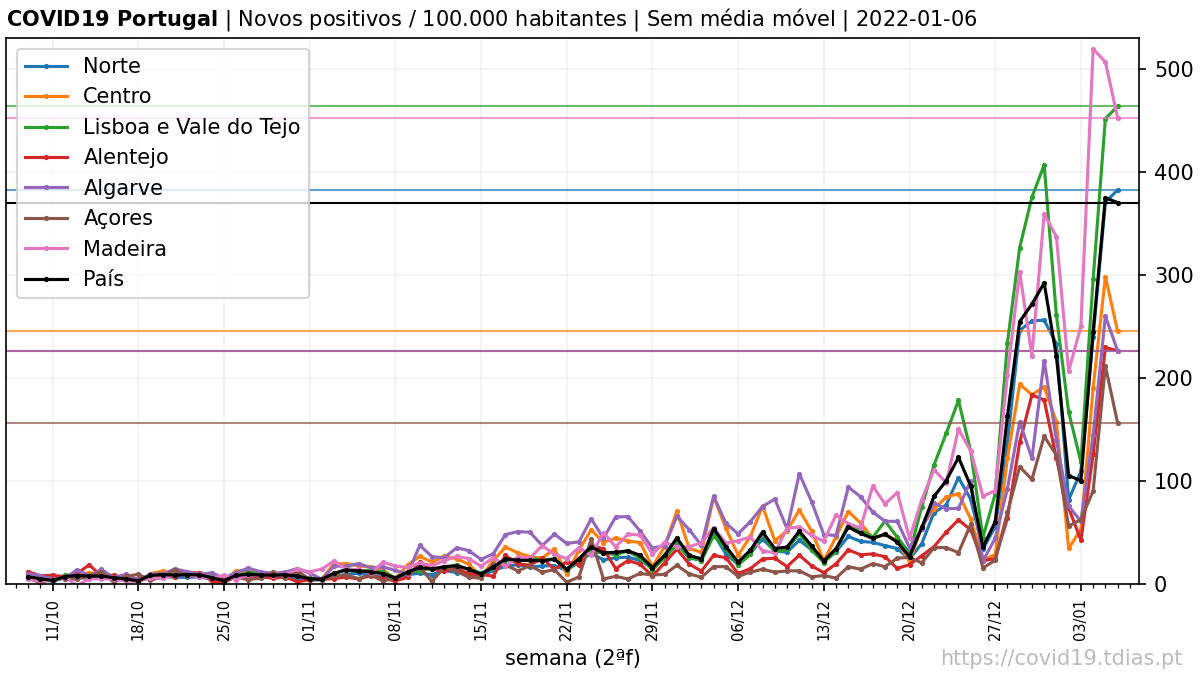 COVID19 Portugal | Novos positivos / 100.000 habitantes | Sem média móvel | 2022-01-06
Norte
Centro
Lisboa e Vale do Tejo
Alentejo
Algarve
Açores
Madeira
País
500
400
300
200
100
0
11/10 18/10 25/10 01/11 08/11 15/11 22/11 29/11 06/12 13/12 20/12 27/12 03/01
semana (2ªf)
https://covid19.tdias.pt